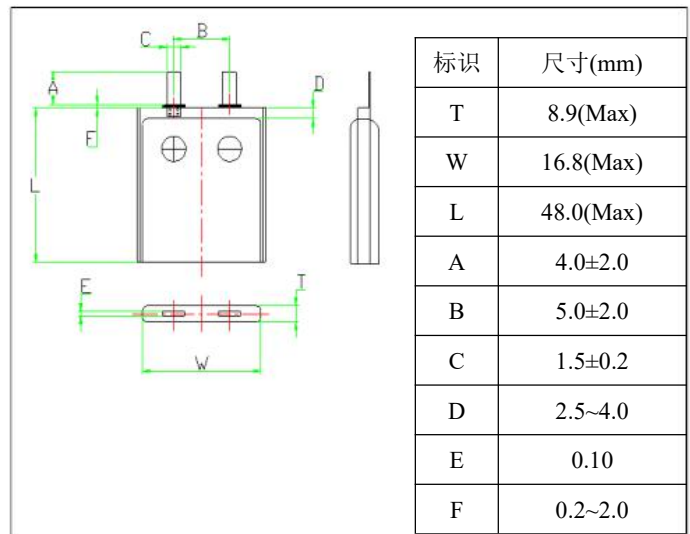 C
B
D
A
F
L
E
T
W
标识 尺寸(mm)
T 8.9(Max)
W 16.8(Max)
L 48.0(Max)
A 4.0±2.0
B 5.0±2.0
C 1.5±0.2
D 2.5~4.0
E 0.10
F 0.2~2.0